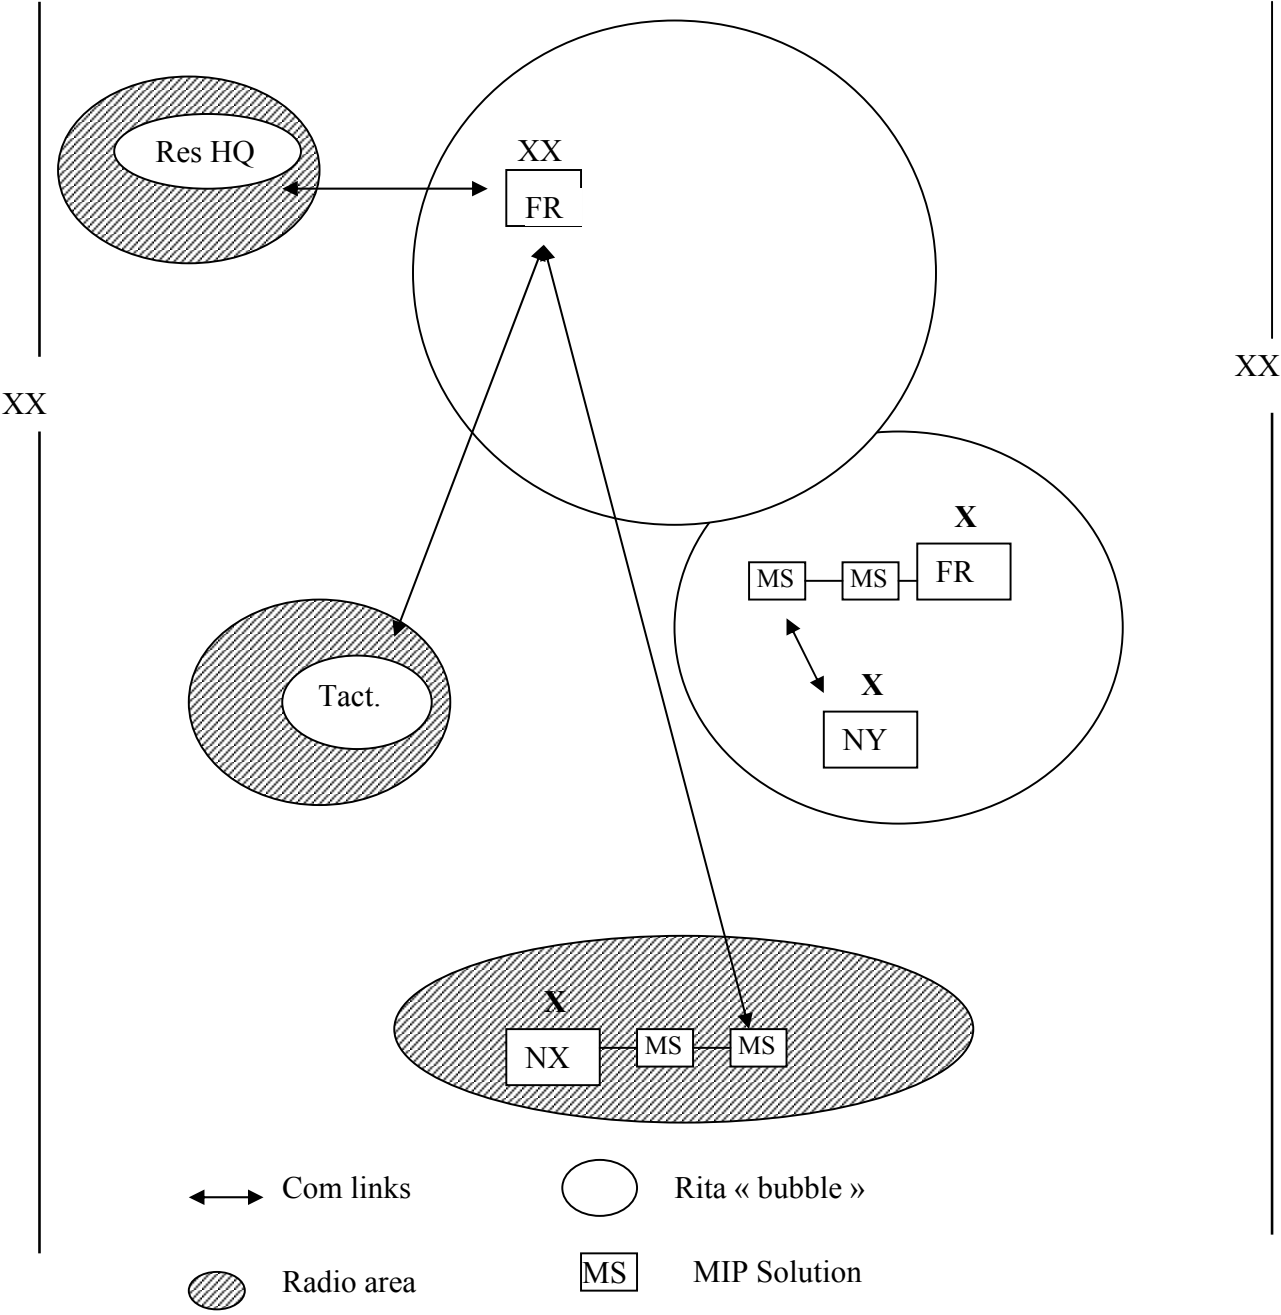 Res HQ
XX
FR
XX
XX
X
MS
MS
FR
X
NY
Tact.
X
NX
MS
MS
Com links
Rita « bubble »
Radio area
MS
MIP Solution